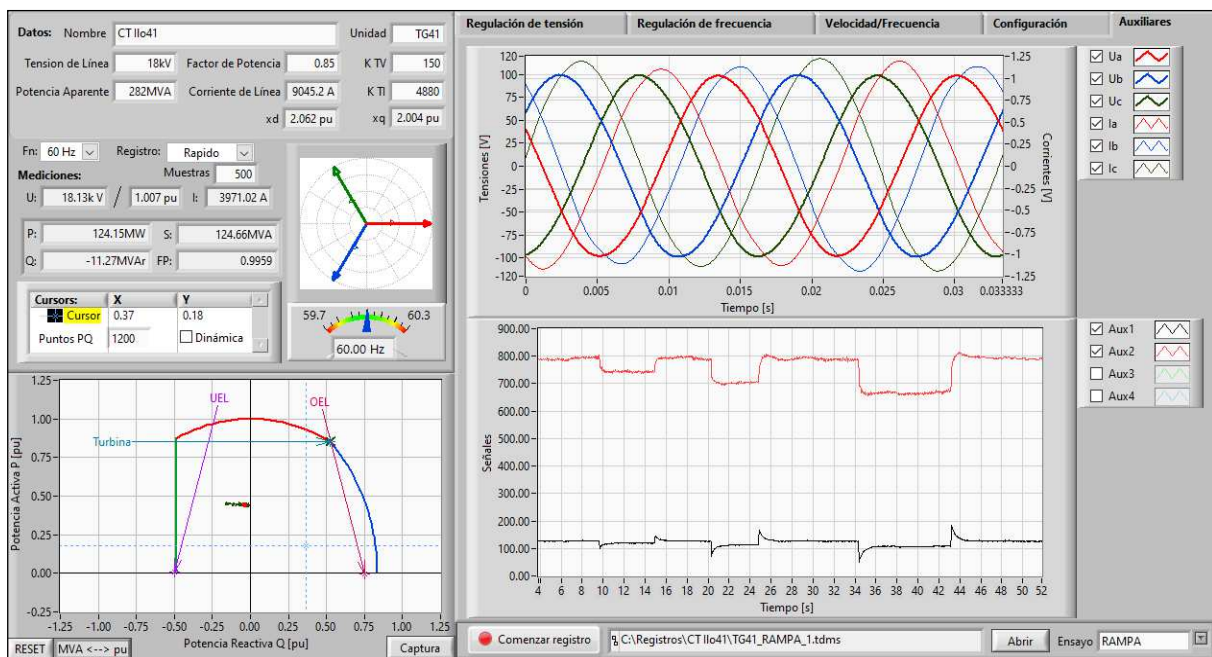 Datos: Nombre CT Ilo41 Unidad TG41
Tension de Línea 18kV Factor de Potencia 0.85 K TV 150
Potencia Aparente 282MVA Corriente de Línea 9045.2 A K TI 4880
xd 2.062 pu xq 2.004 pu
Fn: 60 Hz Registro: Rapido
Mediciones: Muestras 500
U: 18.13k V / 1.007 pu I: 3971.02 A
P: 124.15MW S: 124.66MVA
Q: -11.27MVAr FP: 0.9959
Cursors: X Y
Cursor 0.37 0.18
Puntos PQ 1200 Dinámica
59.7 60.3
60.00 Hz
1.25
1.00
0.75
0.50
0.25
0.00
-0.25
Potencia Activa P [pu]
UEL OEL
Turbina
-1.25 -1.00 -0.75 -0.50 -0.25 0.00 0.25 0.50 0.75 1.00 1.25
Potencia Reactiva Q [pu]
RESET MVA <--> pu Captura
Regulación de tensión Regulación de frecuencia Velocidad/Frecuencia Configuración Auxiliares
120
100
75
50
25
0
-25
-50
-75
-100
-120
Tensiones [V]
1.25
1
0.75
0.5
0.25
0
-0.25
-0.5
-0.75
-1
-1.25
Corrientes [V]
0 0.005 0.01 0.015 0.02 0.025 0.03 0.033333
Tiempo [s]
Ua
Ub
Uc
Ia
Ib
Ic
900.00
800.00
700.00
600.00
500.00
400.00
300.00
200.00
100.00
0.00
Señales
4 6 8 10 12 14 16 18 20 22 24 26 28 30 32 34 36 38 40 42 44 46 48 50 52
Tiempo [s]
Aux1
Aux2
Aux3
Aux4
Comenzar registro C:\Registros\CT Ilo41\TG41_RAMPA_1.tdms Abrir Ensayo RAMPA